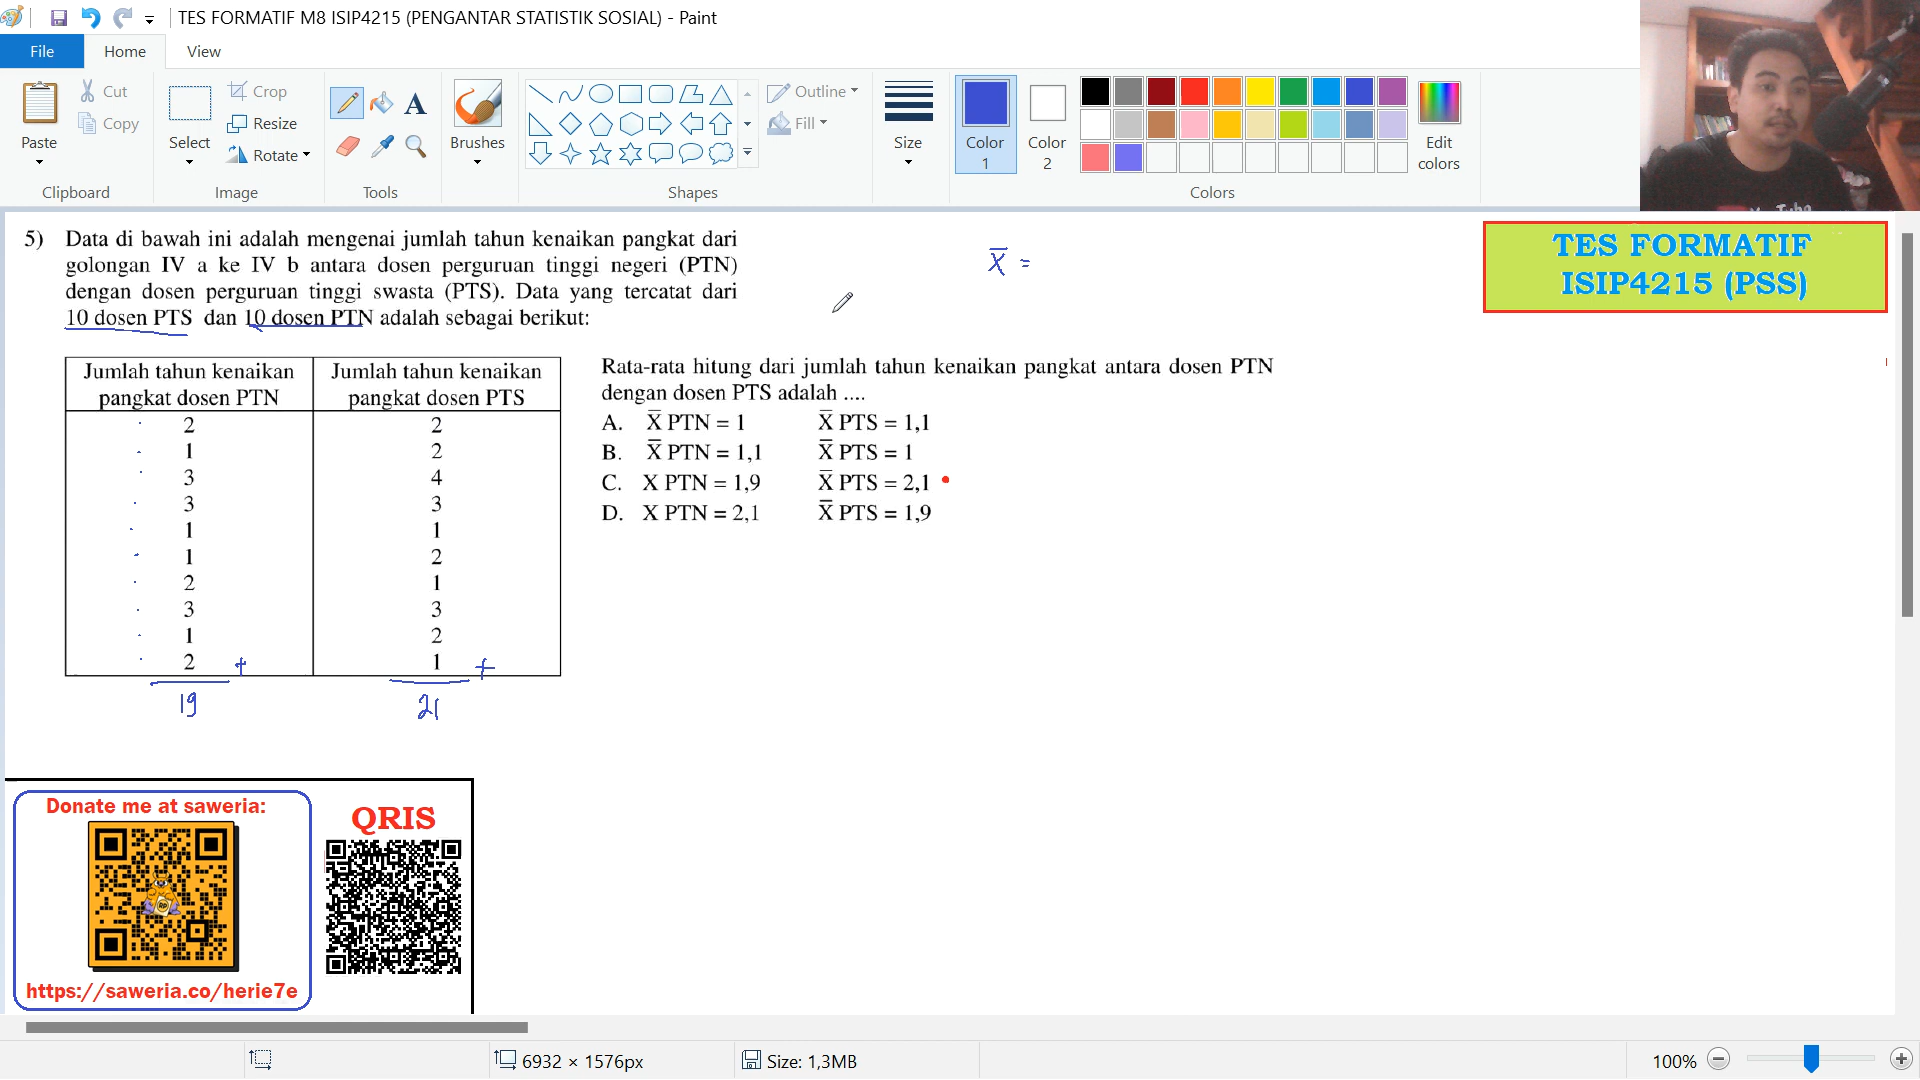 TES FORMATIF M8 ISIP4215 (PENGANTAR STATISTIK SOSIAL) - Paint
File Home View
Paste
Cut
Copy
Clipboard
Select
Crop
Resize
Rotate
Image
Tools
Brushes
Shapes
Outline
Fill
Size
Color 1
Color 2
Colors
Edit colors
5) Data di bawah ini adalah mengenai jumlah tahun kenaikan pangkat dari
golongan IV a ke IV b antara dosen perguruan tinggi negeri (PTN)
dengan dosen perguruan tinggi swasta (PTS). Data yang tercatat dari
10 dosen PTS dan 10 dosen PTN adalah sebagai berikut:
X̅ =
TES FORMATIF
ISIP4215 (PSS)
Jumlah tahun kenaikan pangkat dosen PTN
Jumlah tahun kenaikan pangkat dosen PTS
2 2
1 2
3 4
3 3
1 1
1 2
2 1
3 3
1 2
2 + 1 +
19 21
Rata-rata hitung dari jumlah tahun kenaikan pangkat antara dosen PTN
dengan dosen PTS adalah ....
A. X̅ PTN = 1 X̅ PTS = 1,1
B. X̅ PTN = 1,1 X̅ PTS = 1
C. X PTN = 1,9 X̅ PTS = 2,1
D. X PTN = 2,1 X̅ PTS = 1,9
Donate me at saweria:
https://saweria.co/herie7e
QRIS
6932 × 1576px
Size: 1,3MB
100%